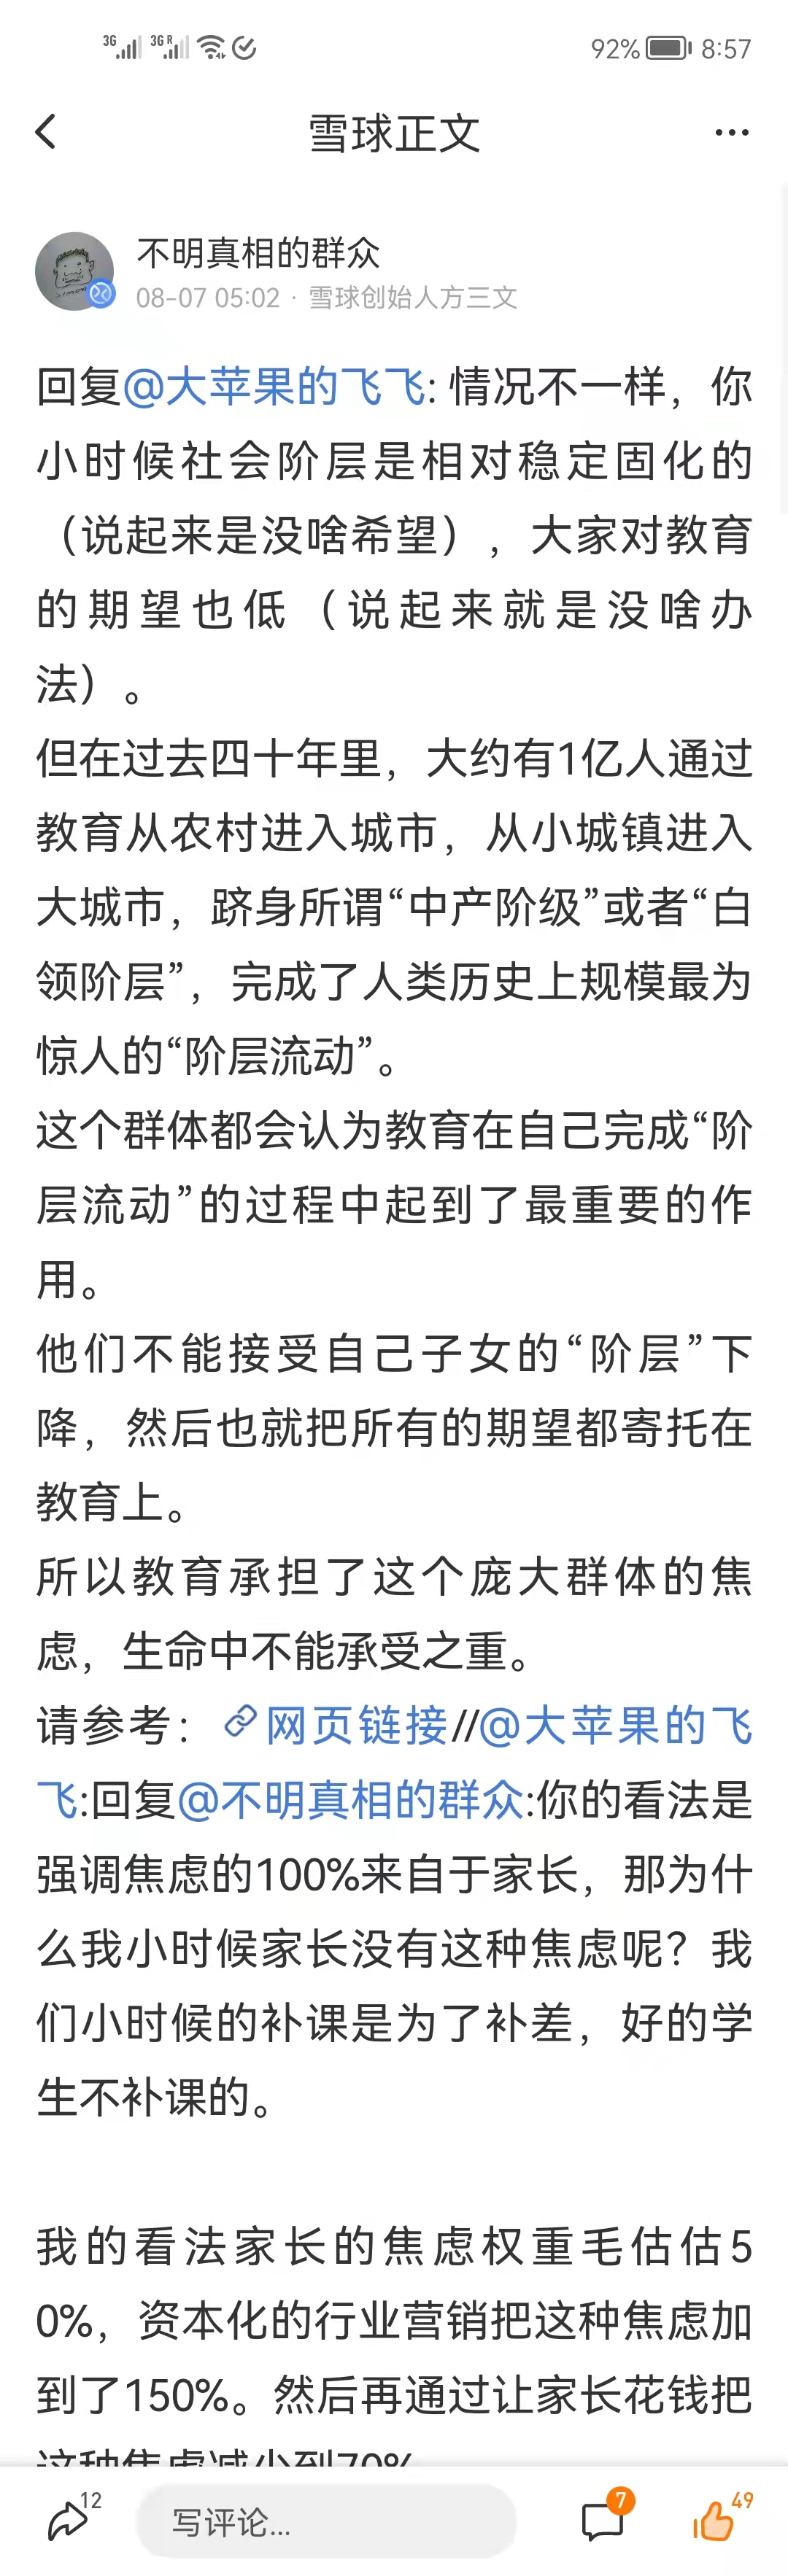 3G 3G R 92% 8:57
雪球正文
不明真相的群众
08-07 05:02 · 雪球创始人方三文
回复@大苹果的飞飞: 情况不一样，你
小时候社会阶层是相对稳定固化的
（说起来是没啥希望），大家对教育
的期望也低（说起来就是没啥办
法）。
但在过去四十年里，大约有1亿人通过
教育从农村进入城市，从小城镇进入
大城市，跻身所谓“中产阶级”或者“白
领阶层”，完成了人类历史上规模最为
惊人的“阶层流动”。
这个群体都会认为教育在自己完成“阶
层流动”的过程中起到了最重要的作
用。
他们不能接受自己子女的“阶层”下
降，然后也就把所有的期望都寄托在
教育上。
所以教育承担了这个庞大群体的焦
虑，生命中不能承受之重。
请参考：网页链接//@大苹果的飞
飞:回复@不明真相的群众:你的看法是
强调焦虑的100%来自于家长，那为什
么我小时候家长没有这种焦虑呢？我
们小时候的补课是为了补差，好的学
生不补课的。
我的看法家长的焦虑权重毛估估5
0%，资本化的行业营销把这种焦虑加
到了150%。然后再通过让家长花钱把
这种焦虑减少到70%
12 写评论... 7 49